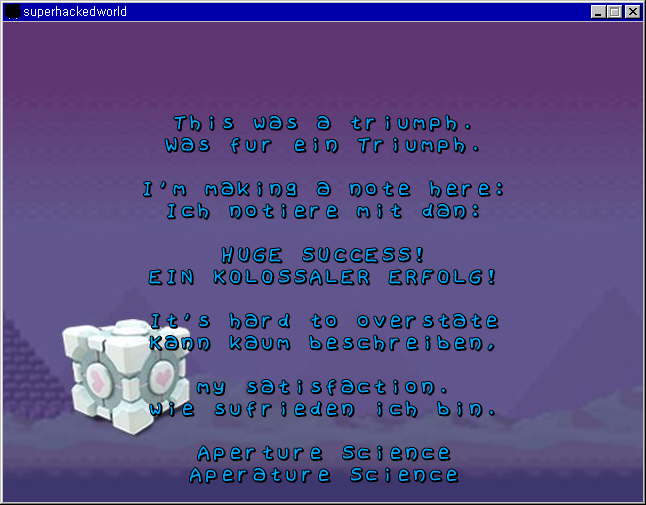 superhackedworld
This was a triumph.
Was fur ein Triumph.
I'm making a note here:
Ich notiere mit dan:
HUGE SUCCESS!
EIN KOLOSSALER ERFOLG!
It's hard to overstate
Kann kaum beschreiben,
my satisfaction.
wie sufrieden ich bin.
Aperture Science
Aperature Science